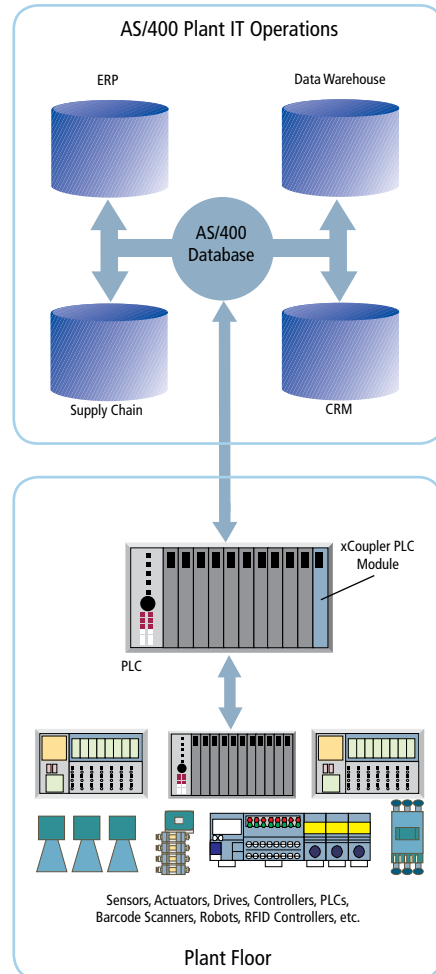 AS/400 Plant IT Operations
ERP
Data Warehouse
AS/400
Database
Supply Chain
CRM
xCoupler PLC
Module
PLC
Sensors, Actuators, Drives, Controllers, PLCs,
Barcode Scanners, Robots, RFID Controllers, etc.
Plant Floor